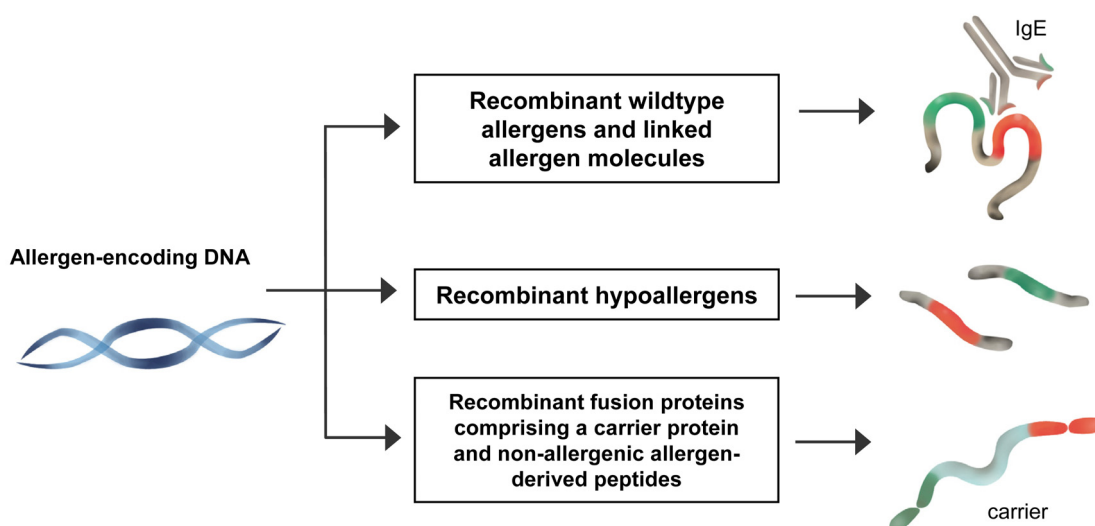 IgE
Recombinant wildtype
allergens and linked
allergen molecules
Allergen-encoding DNA
Recombinant hypoallergens
Recombinant fusion proteins
comprising a carrier protein
and non-allergenic allergen-
derived peptides
carrier